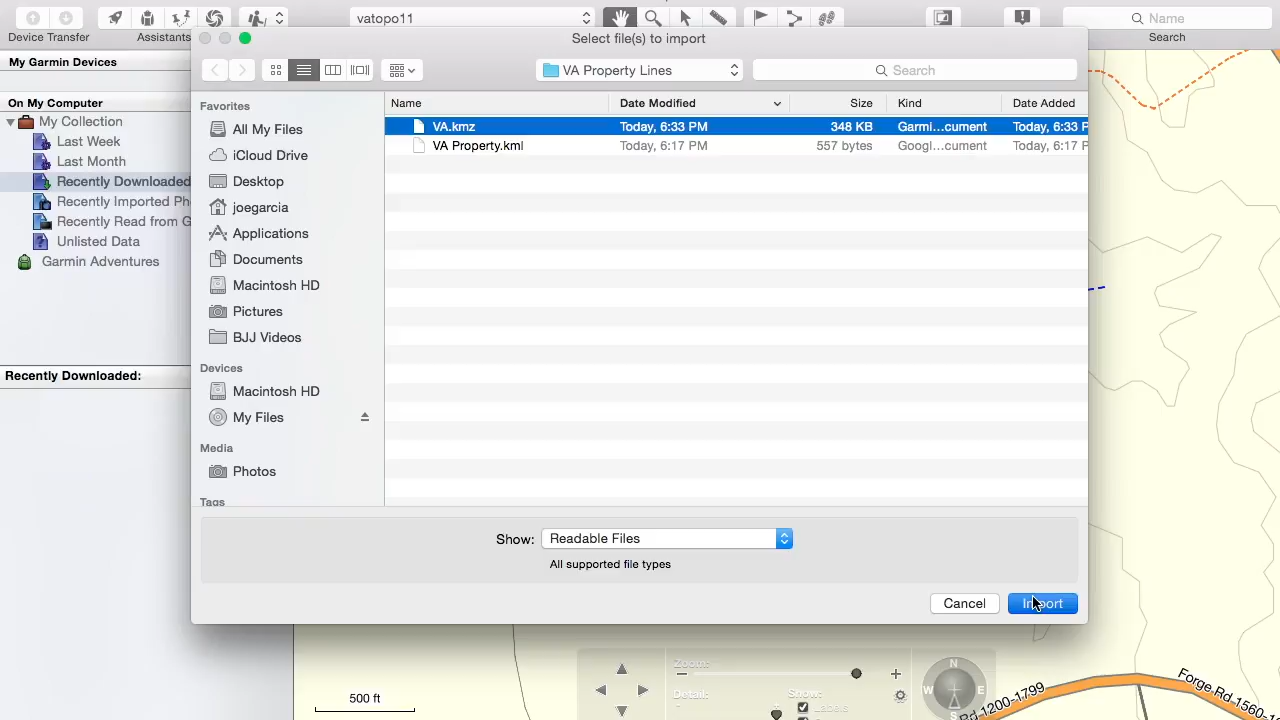 vatopo11
Name
Device Transfer
Assistants
Search
My Garmin Devices
On My Computer
My Collection
Last Week
Last Month
Recently Downloaded
Recently Imported Ph
Recently Read from G
Unlisted Data
Garmin Adventures
Recently Downloaded:
Select file(s) to import
VA Property Lines
Search
Favorites
All My Files
iCloud Drive
Desktop
joegarcia
Applications
Documents
Macintosh HD
Pictures
BJJ Videos
Devices
Macintosh HD
My Files
Media
Photos
Tags
Name Date Modified Size Kind Date Added
VA.kmz Today, 6:33 PM 348 KB Garmi...cument Today, 6:33 P
VA Property.kml Today, 6:17 PM 557 bytes Googl...cument Today, 6:17 P
Show: Readable Files
All supported file types
Cancel Import
500 ft
Zoom:
Detail:
Show:
Labels
N
W E
S
Rd 1200-1799
Forge Rd 1560-1